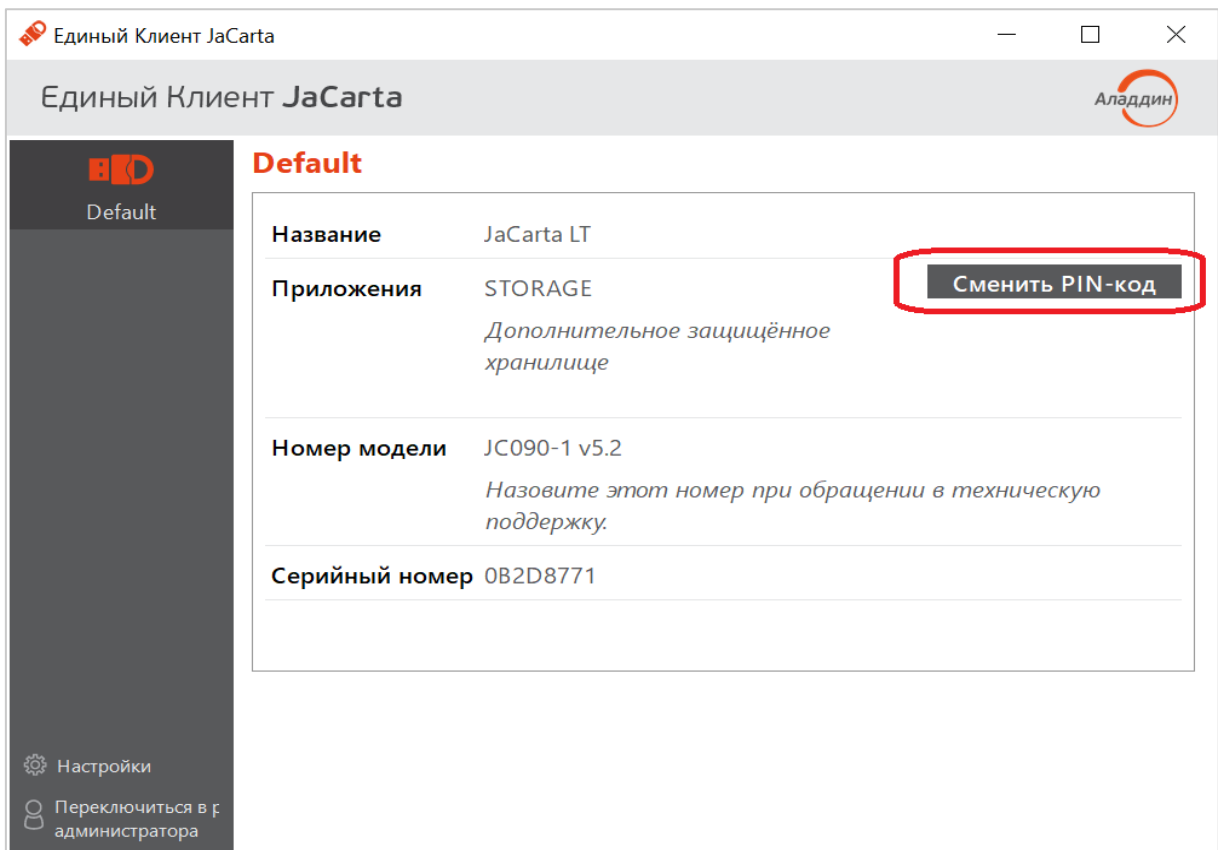 Единый Клиент JaCarta
Единый Клиент JaCarta
Аладдин
Default
Default
Название JaCarta LT
Приложения STORAGE
Сменить PIN-код
Дополнительное защищённое
хранилище
Номер модели JC090-1 v5.2
Назовите этот номер при обращении в техническую
поддержку.
Серийный номер 0B2D8771
Настройки
Переключиться в р
администратора